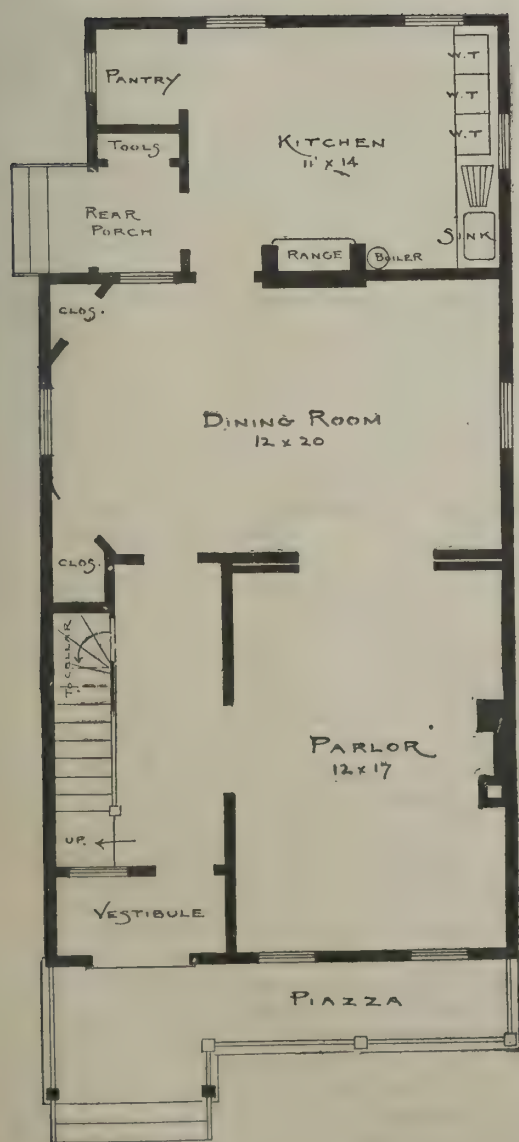 W.T
PANTRY
W.T
TOOLS
KITCHEN
11' x 14
W.T
REAR
PORCH
SINK
RANGE
BOILER
CLOS.
DINING ROOM
12 x 20
CLOS.
TO CELLAR
PARLOR
12 x 17
UP.
VESTIBULE
PIAZZA